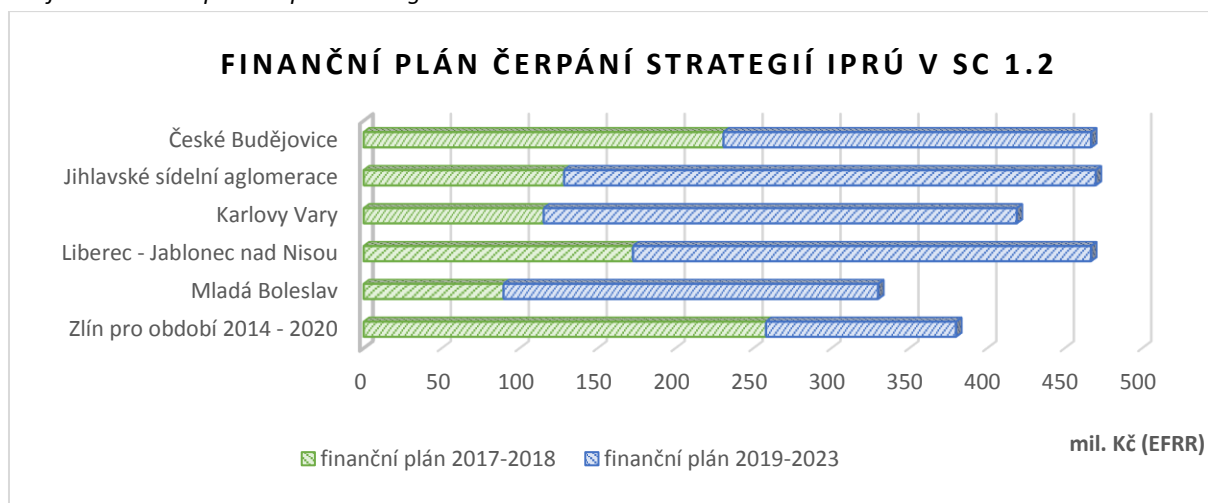 FINANČNÍ PLÁN ČERPÁNÍ STRATEGIÍ IPRÚ V SC 1.2
České Budějovice
Jihlavské sídelní aglomerace
Karlovy Vary
Liberec - Jablonec nad Nisou
Mladá Boleslav
Zlín pro období 2014 - 2020
0 50 100 150 200 250 300 350 400 450 500
mil. Kč (EFRR)
finanční plán 2017-2018 finanční plán 2019-2023